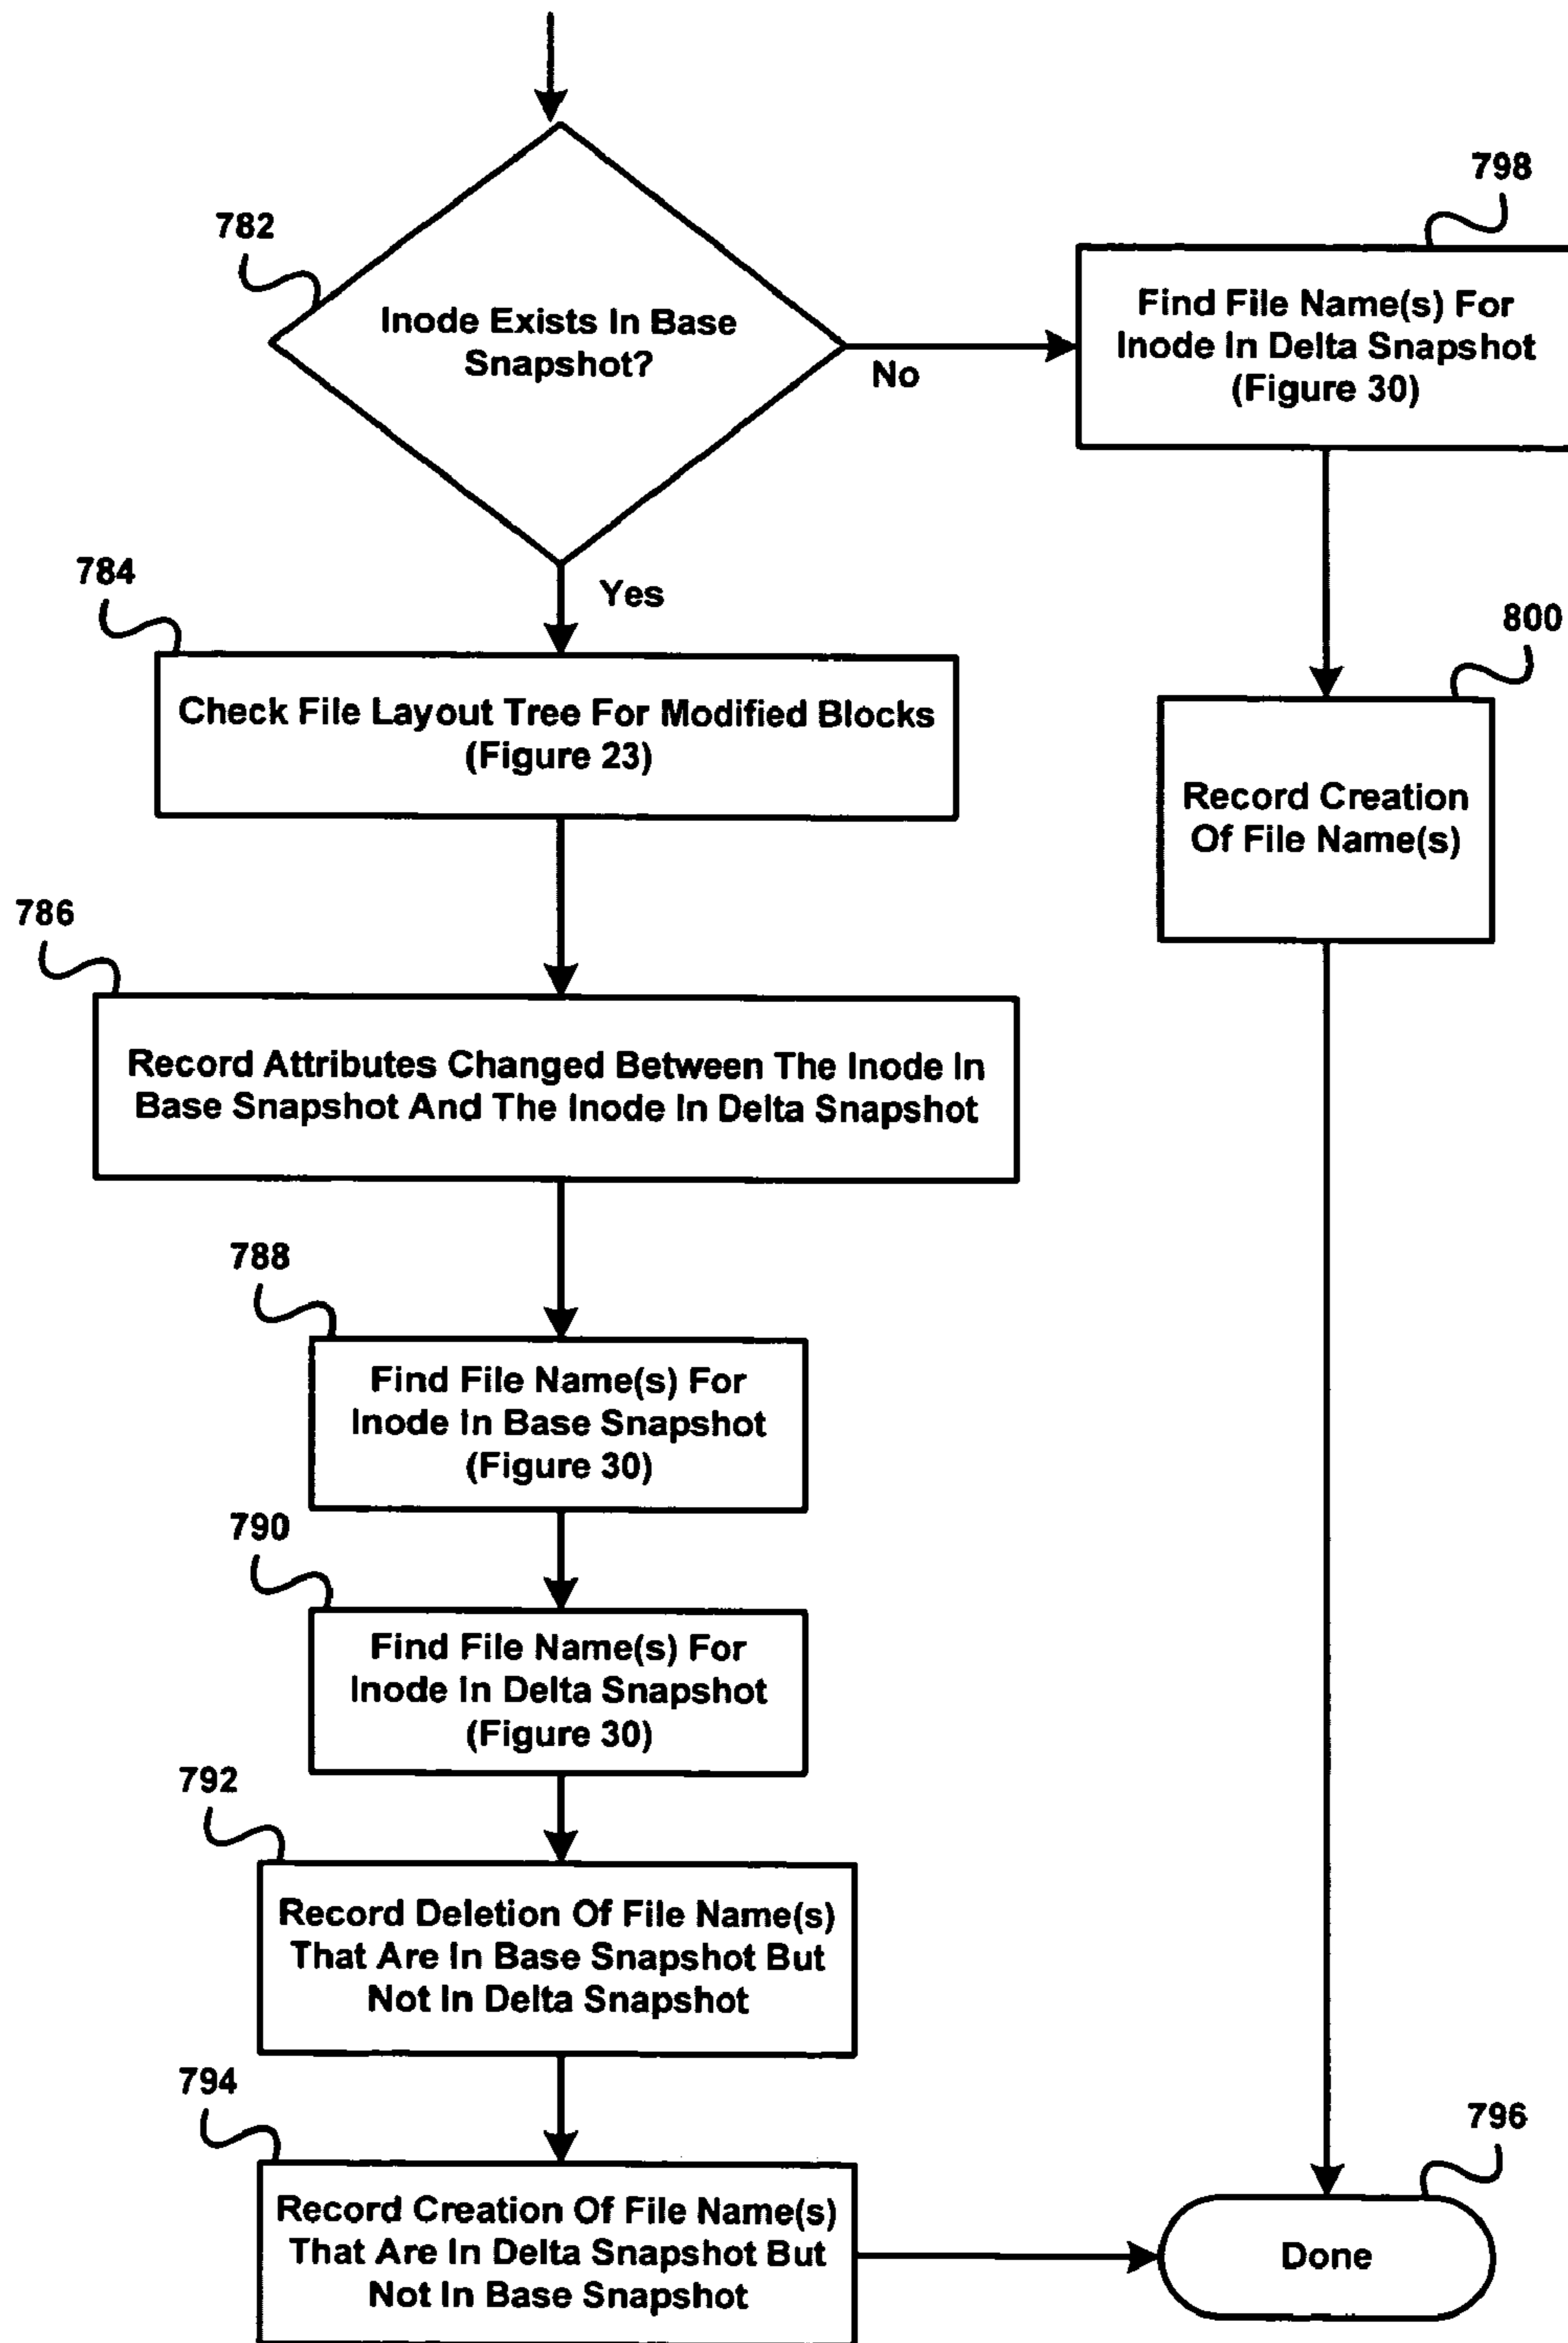 782
Inode Exists In Base
Snapshot?
No
Yes
798
Find File Name(s) For
Inode In Delta Snapshot
(Figure 30)
784
Check File Layout Tree For Modified Blocks
(Figure 23)
800
Record Creation
Of File Name(s)
786
Record Attributes Changed Between The Inode In
Base Snapshot And The Inode In Delta Snapshot
788
Find File Name(s) For
Inode In Base Snapshot
(Figure 30)
790
Find File Name(s) For
Inode In Delta Snapshot
(Figure 30)
792
Record Deletion Of File Name(s)
That Are In Base Snapshot But
Not In Delta Snapshot
794
Record Creation Of File Name(s)
That Are In Delta Snapshot But
Not In Base Snapshot
796
Done